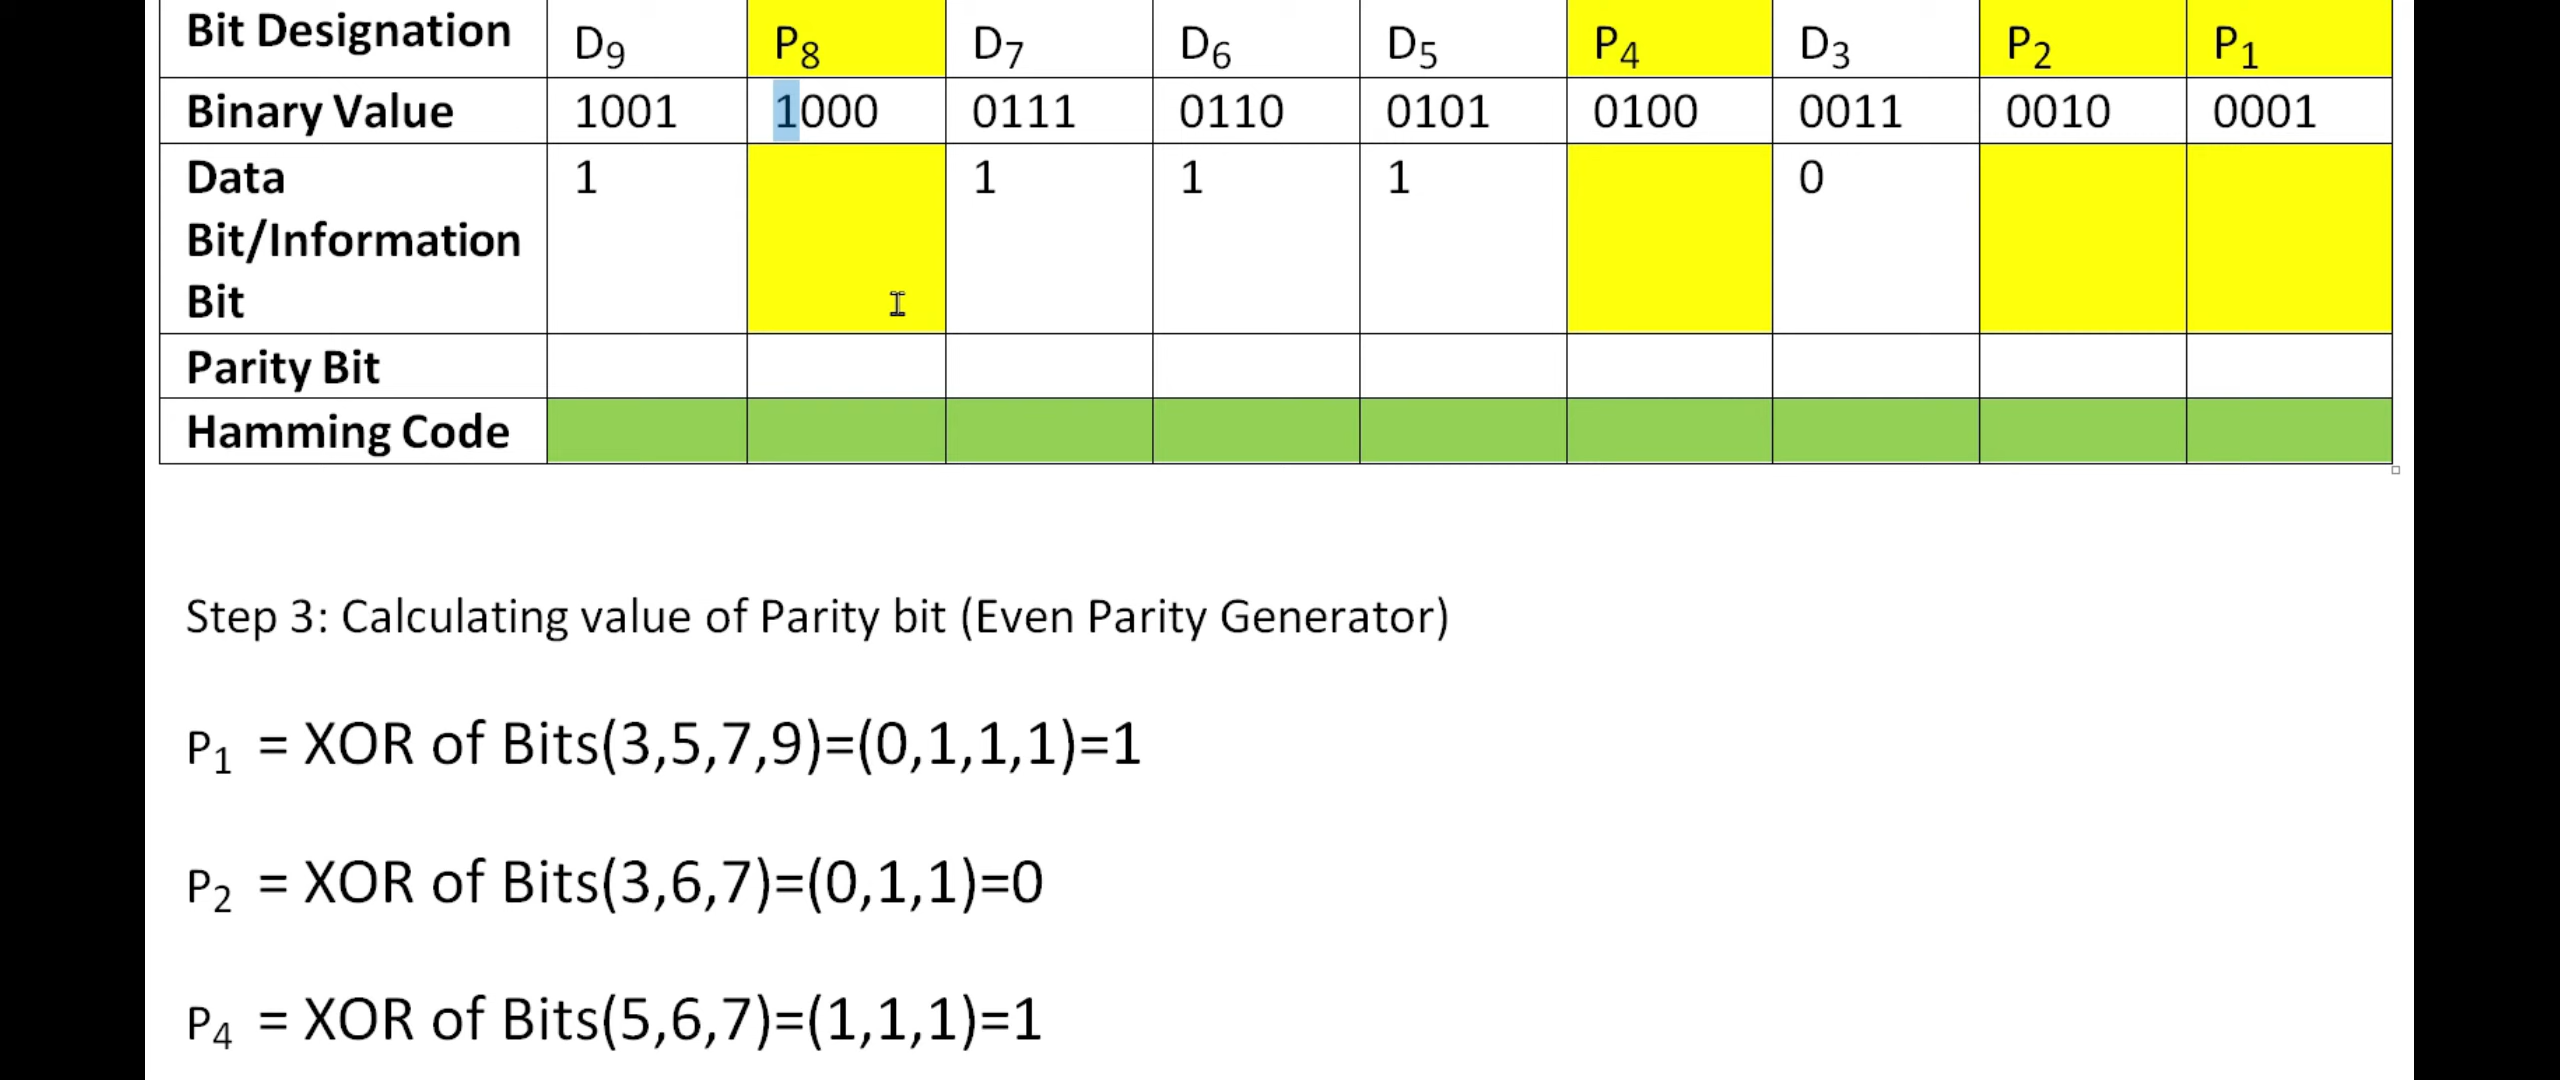 Bit Designation D₉ P₈ D₇ D₆ D₅ P₄ D₃ P₂ P₁
Binary Value 1001 1000 0111 0110 0101 0100 0011 0010 0001
Data 1 1 1 1 0
Bit/Information
Bit
Parity Bit
Hamming Code
Step 3: Calculating value of Parity bit (Even Parity Generator)
P₁ = XOR of Bits(3,5,7,9)=(0,1,1,1)=1
P₂ = XOR of Bits(3,6,7)=(0,1,1)=0
P₄ = XOR of Bits(5,6,7)=(1,1,1)=1